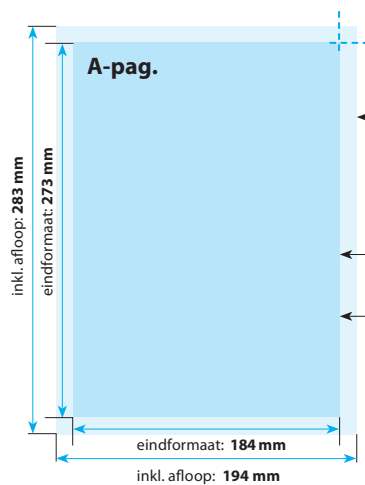 A-pag.
inkl. afloop: 283 mm
eindformaat: 273 mm
eindformaat: 184 mm
inkl. afloop: 194 mm